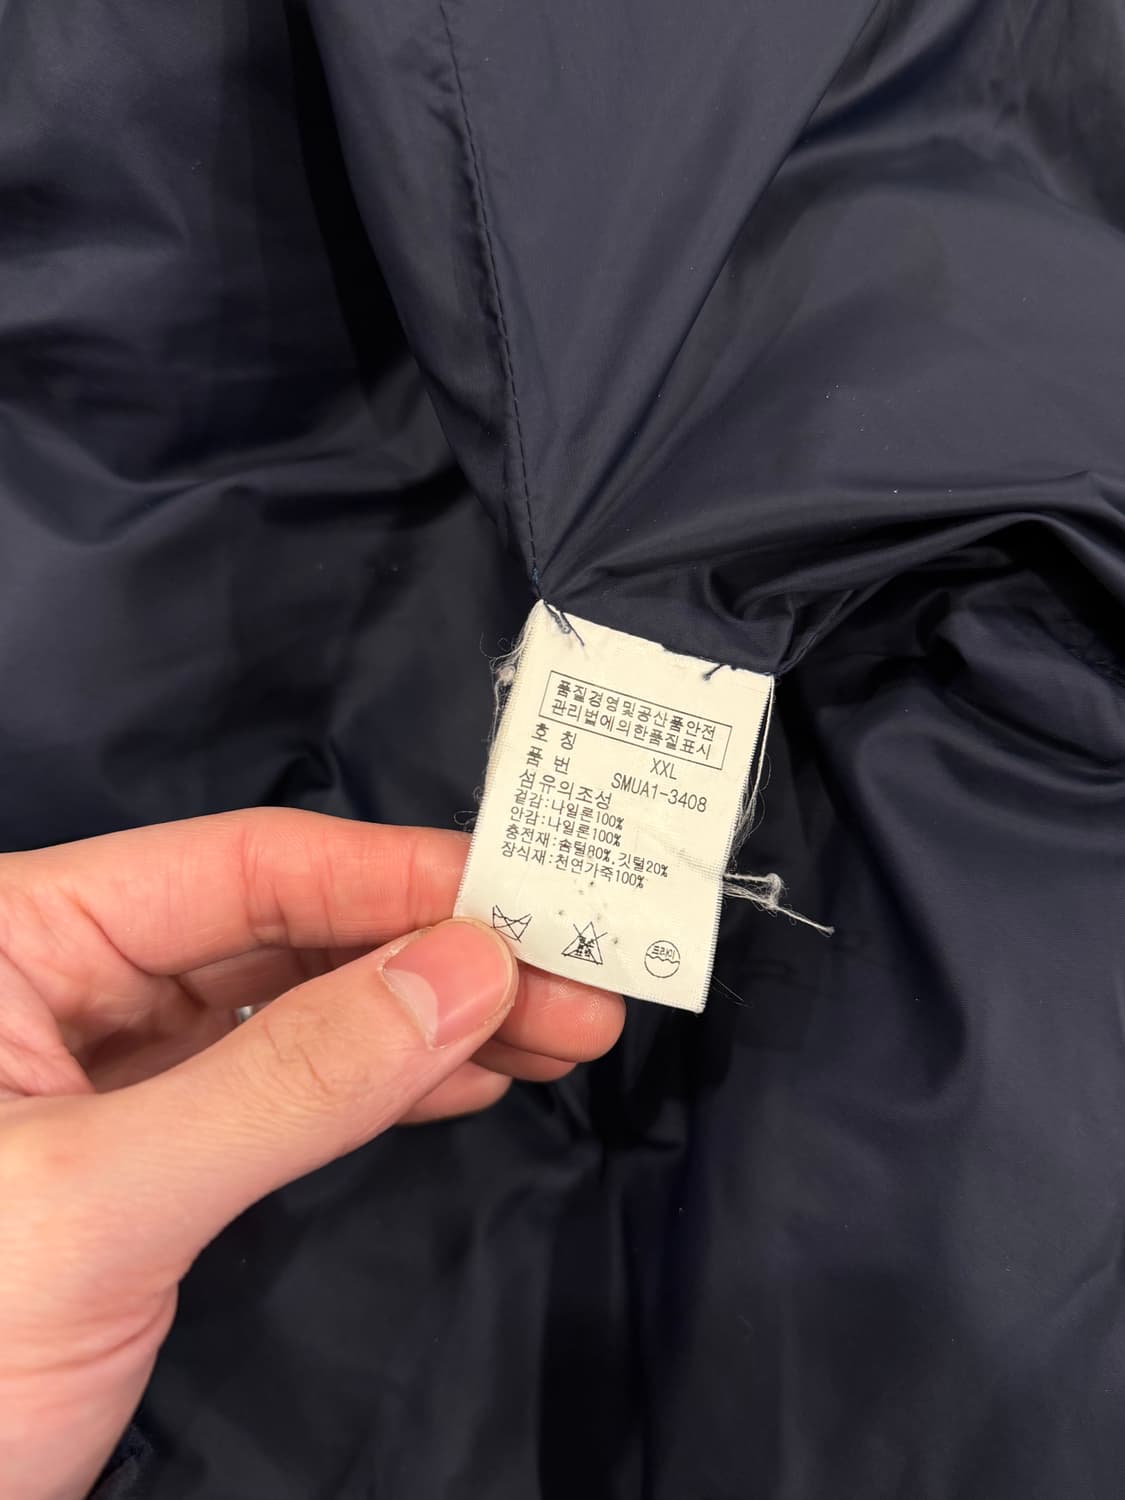 품질경영및공산품안전
관리법에의한품질표시
호 칭 XXL
품 번 SMUA1-3408
섬유의조성
겉감:나일론100%
안감:나일론100%
충전재:솜털80%,깃털20%
장식재:천연가죽100%
드라이